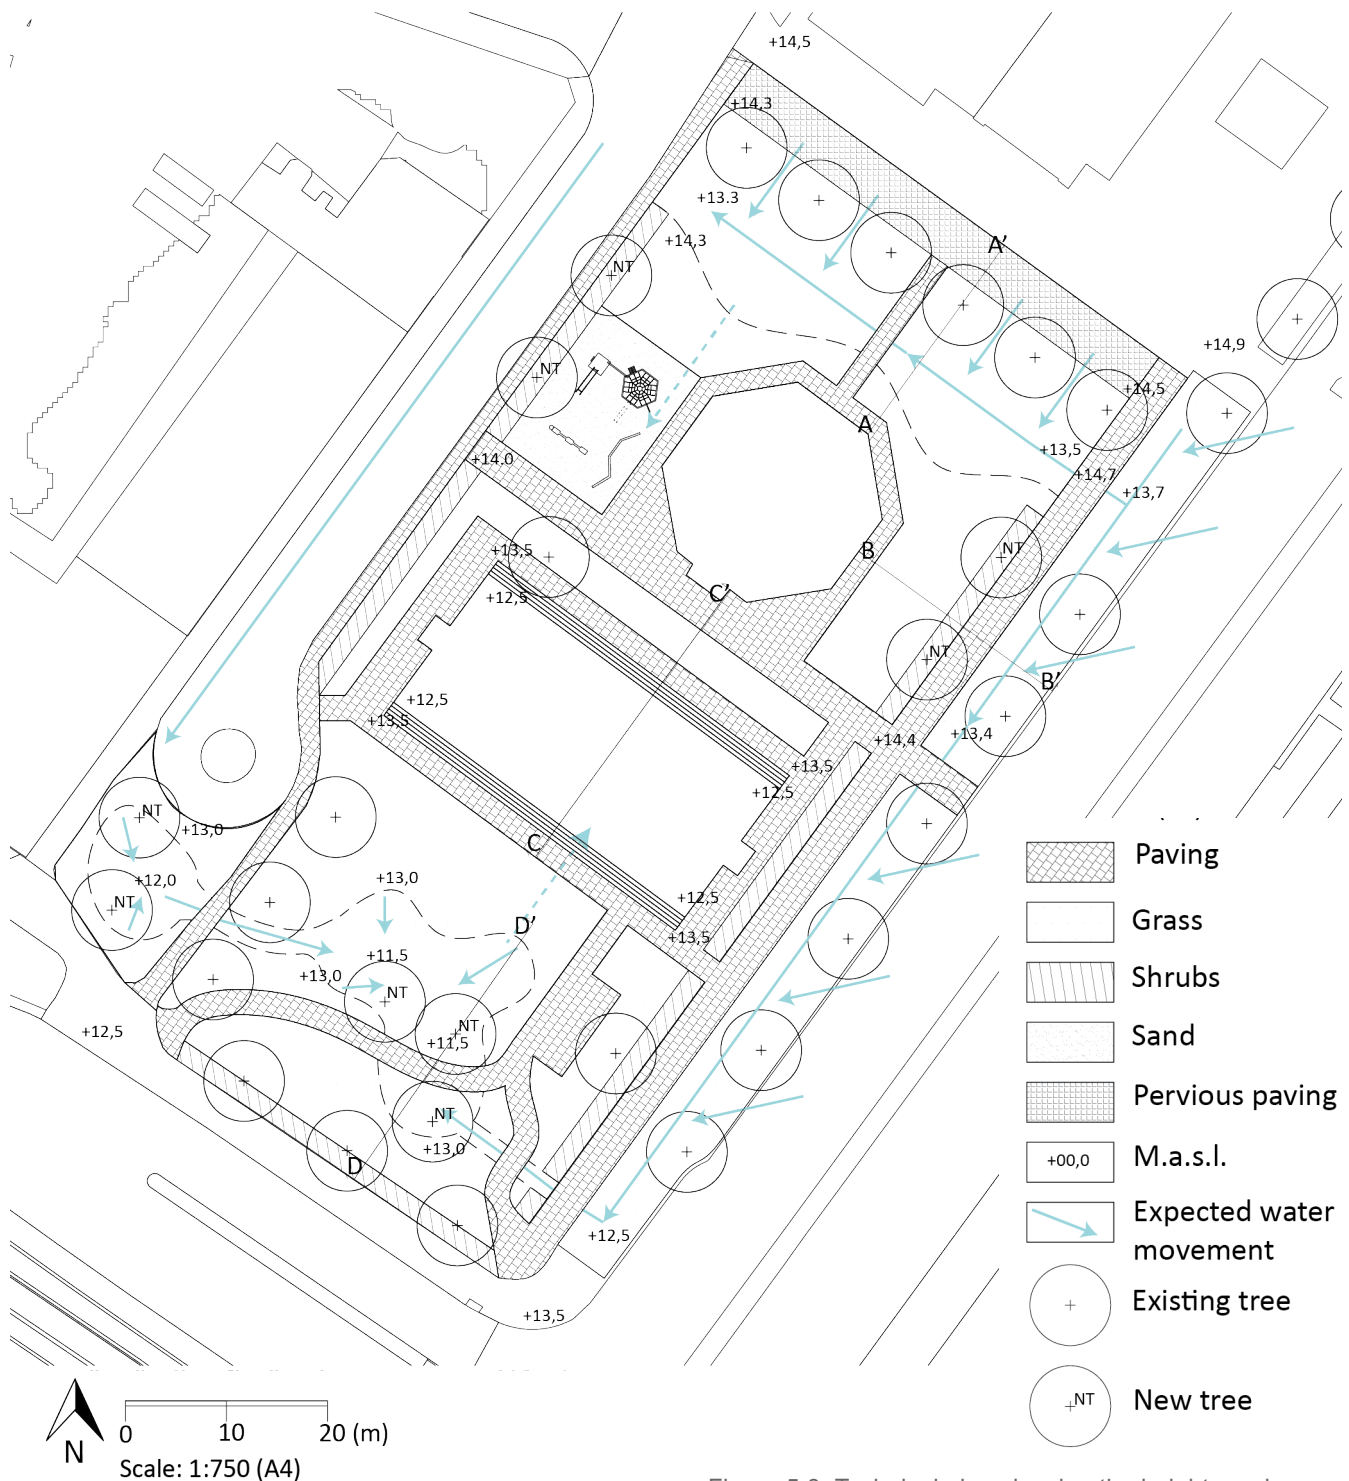 +14,5
+14,3
+13.3
+14,3
A'
NT
+14,9
NT
+14,5
A
+13,5
+14.0
+14,7
+13,7
+13,5
B
NT
+12,5
C'
NT
B'
+12,5
+13,5
+14,4
+13,4
+13,5
+12,5
NT
+13,0
C
+12,0
+13,0
NT
+12,5
D'
+13,5
+11,5
+13,0
NT
NT
+12,5
+11,5
NT
+13,0
D
+12,5
+13,5
Paving
Grass
Shrubs
Sand
Pervious paving
+00,0 M.a.s.l.
Expected water
movement
Existing tree
NT New tree
N
0 10 20 (m)
Scale: 1:750 (A4)